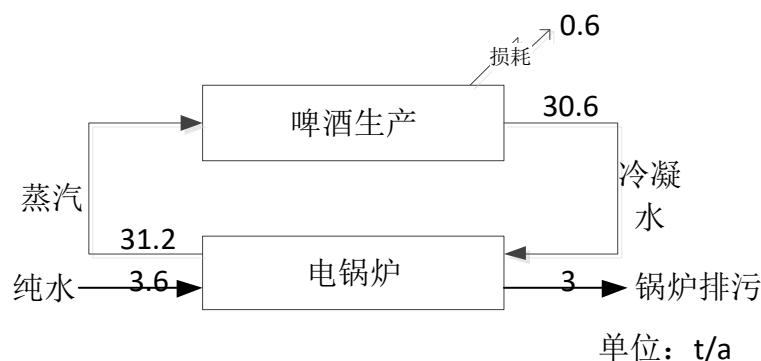 0.6
损耗
啤酒生产
30.6
蒸汽
冷凝
水
31.2
电锅炉
纯水
3.6
3
锅炉排污
单位：t/a